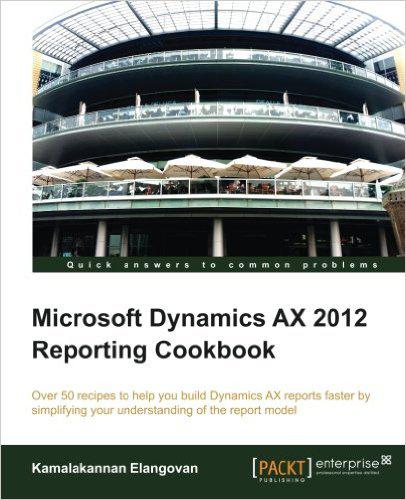 Quick answers to common problems
Microsoft Dynamics AX 2012
Reporting Cookbook
Over 50 recipes to help you build Dynamics AX reports faster by
simplifying your understanding of the report model
Kamalakannan Elangovan
[PACKT]
PUBLISHING
enterprise
professional expertise distilled